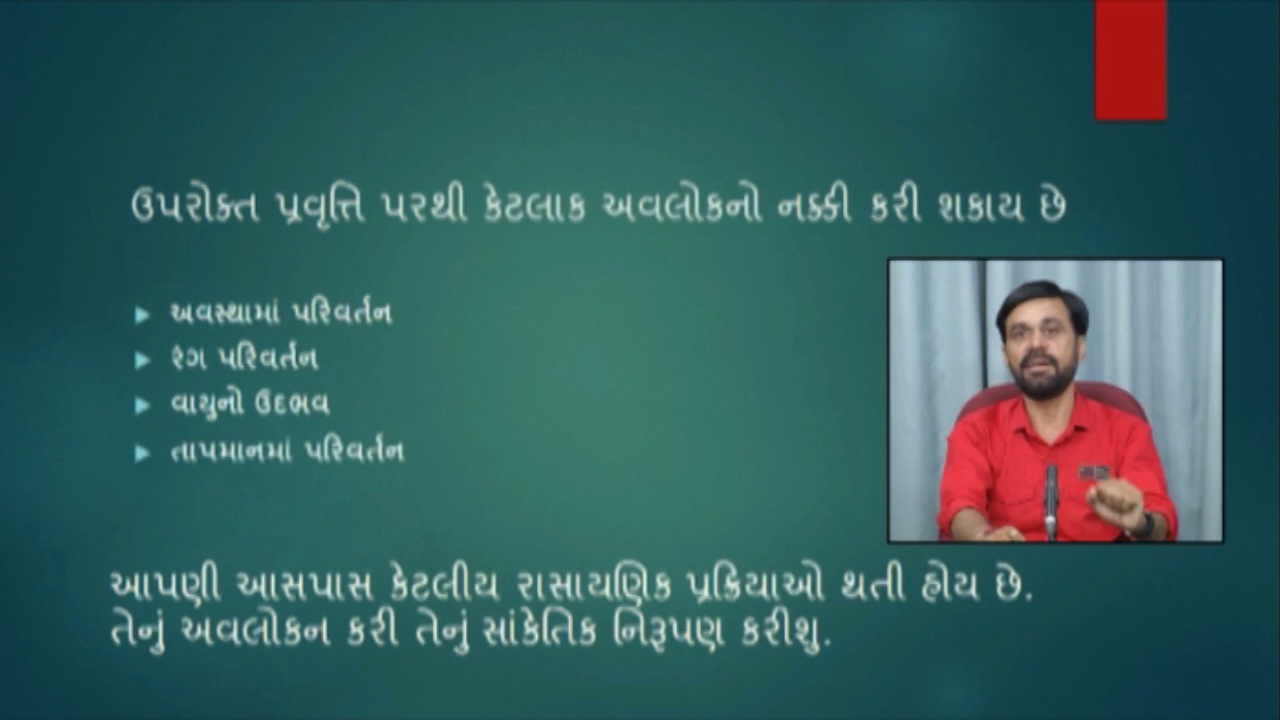 ઉપરોક્ત પ્રવૃત્તિ પરથી કેટલાક અવલોકનો નક્કી કરી શકાય છે
અવસ્થામાં પરિવર્તન
રંગ પરિવર્તન
વાયુનો ઉદભવ
તાપમાનમાં પરિવર્તન
આપણી આસપાસ કેટલીય રાસાયણિક પ્રક્રિયાઓ થતી હોય છે.
તેનું અવલોકન કરી તેનું સાંકેતિક નિરૂપણ કરીશુ.